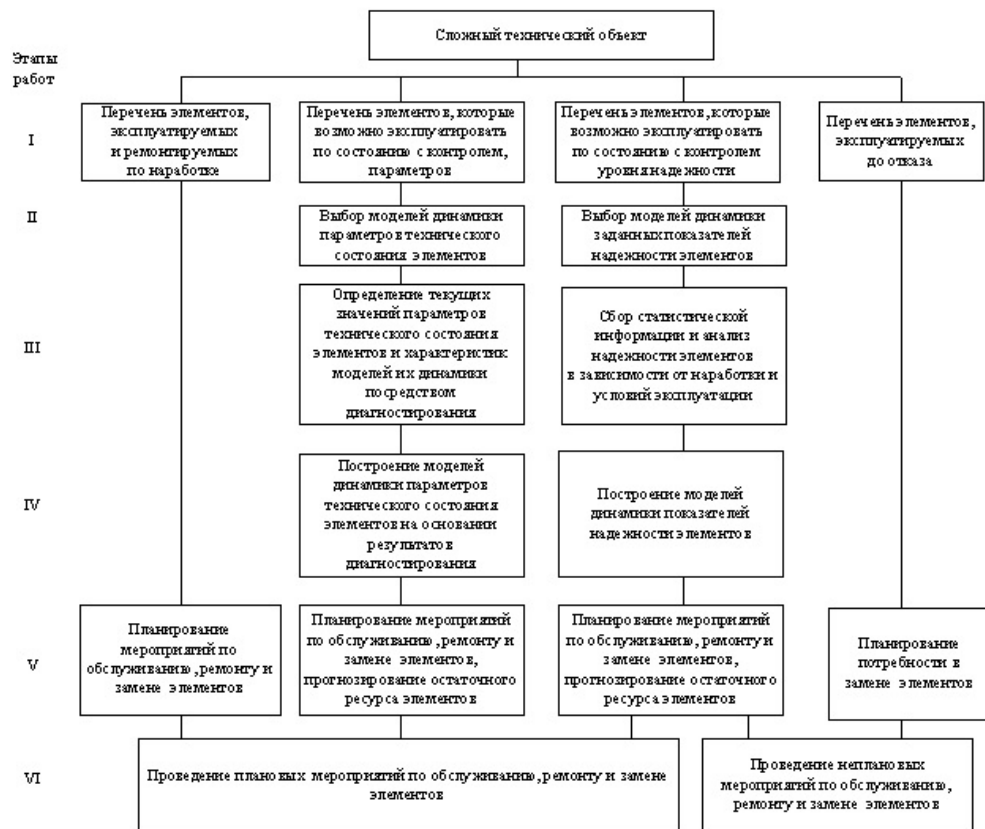 Сложный технический объект
Этапы
работ
I
Перечень элементов,
эксплуатируемых
и ремонтируемых
по наработке
Перечень элементов, которые
возможно эксплуатировать
по состоянию с контролем,
параметров
Перечень элементов, которые
возможно эксплуатировать
по состоянию с контролем
уровня надежности
Перечень элементов,
эксплуатируемых
до отказа
II
Выбор моделей динамики
параметров технического
состояния элементов
Выбор моделей динамики
заданных показателей
надежности элементов
III
Определение текущих
значений параметров
технического состояния
элементов и характеристик
моделей их динамики
посредством
диагностирования
Сбор статистической
информации и анализ
надежности элементов
в зависимости от наработки и
условий эксплуатации
IV
Построение моделей
динамики параметров
технического состояния
элементов на основании
результатов
диагностирования
Построение моделей
динамики показателей
надежности элементов
V
Планирование
мероприятий по
обслуживанию, ремонту и
замене элементов
Планирование мероприятий
по обслуживанию, ремонту и
замене элементов,
прогнозирование остаточного
ресурса элементов
Планирование мероприятий
по обслуживанию, ремонту и
замене элементов,
прогнозирование остаточного
ресурса элементов
Планирование
потребности в
замене элементов
VI
Проведение плановых мероприятий по обслуживанию, ремонту и замене
элементов
Проведение неплановых
мероприятий по обслуживанию,
ремонту и замене элементов